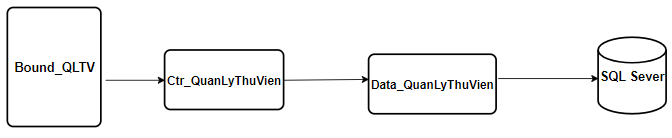 Bound_QLTV
Ctr_QuanLyThuVien
Data_QuanLyThuVien
SQL Sever